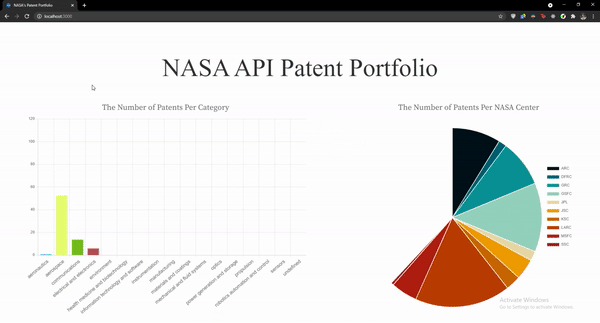 NASA's Patent Portfolio
localhost:3000
NASA API Patent Portfolio
The Number of Patents Per Category
120
100
80
60
40
20
0
aeronautics
aerospace
communications
electrical and electronics
environment
health medicine and biotechnology
information technology and software
instrumentation
manufacturing
materials and coatings
mechanical and fluid systems
optics
power generation and storage
propulsion
robotics automation and control
sensors
undefined
The Number of Patents Per NASA Center
ARC
DFRC
GRC
GSFC
JPL
JSC
KSC
LARC
MSFC
SSC
Activate Windows
Go to Settings to activate Windows.